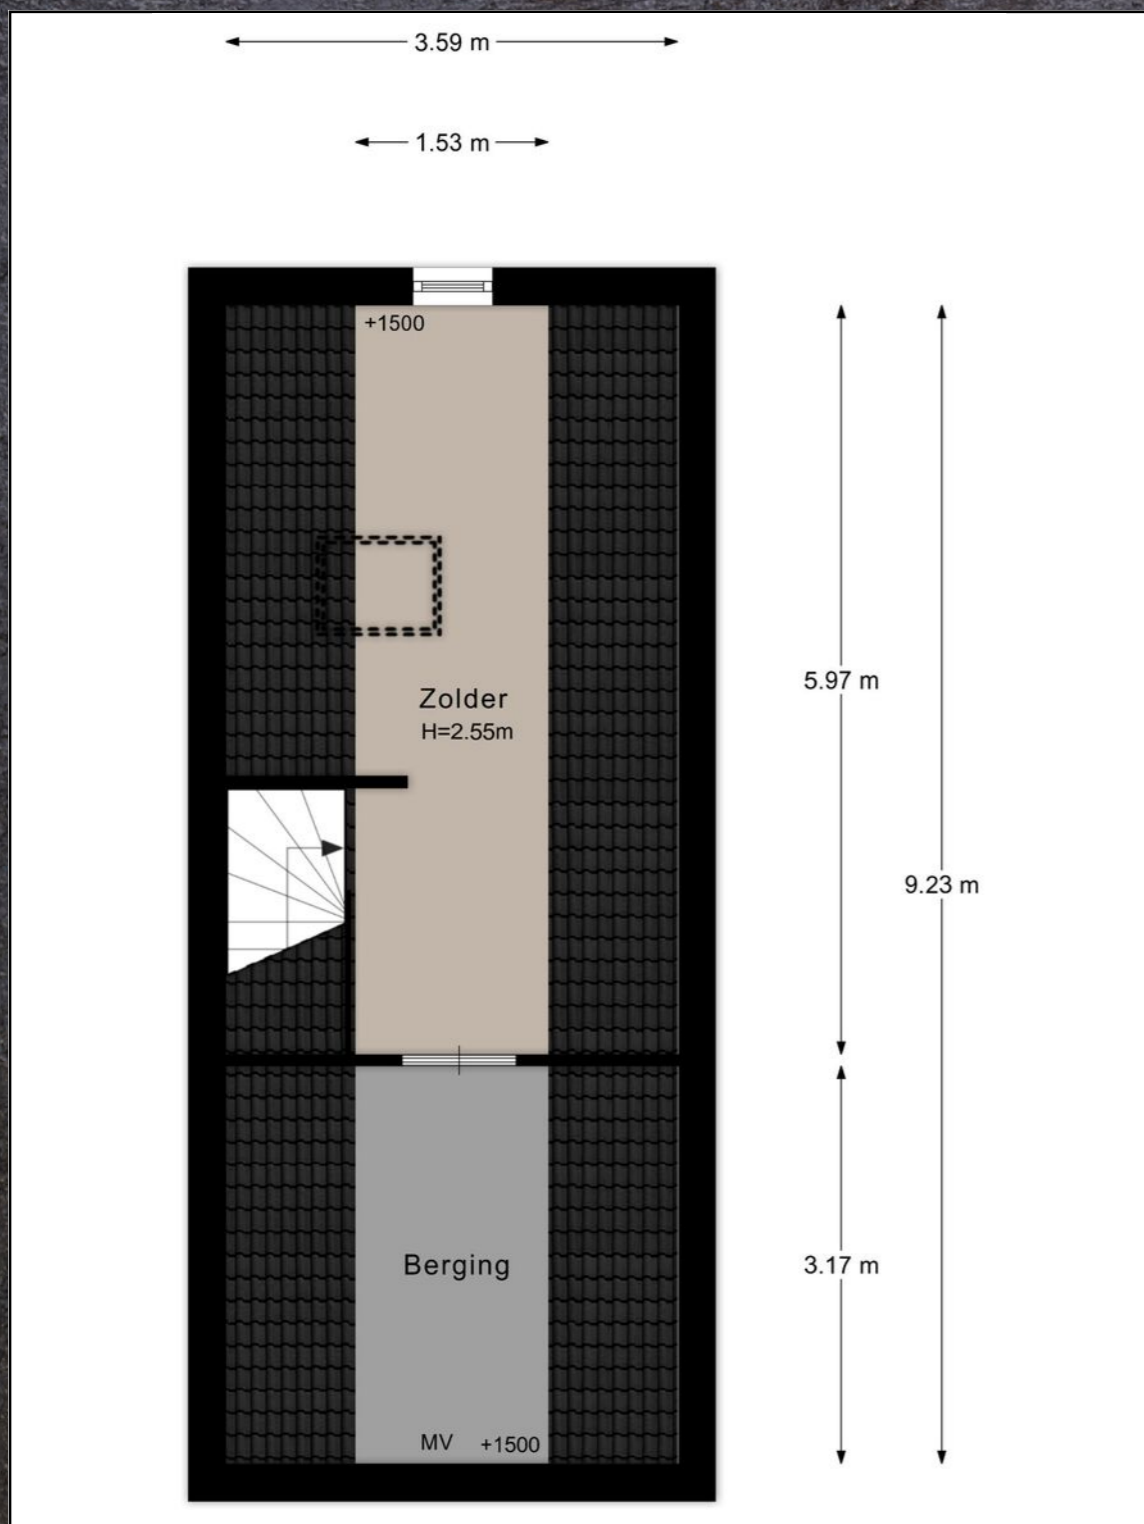 3.59 m
1.53 m
+1500
Zolder
H=2.55m
5.97 m
9.23 m
Berging
3.17 m
MV +1500